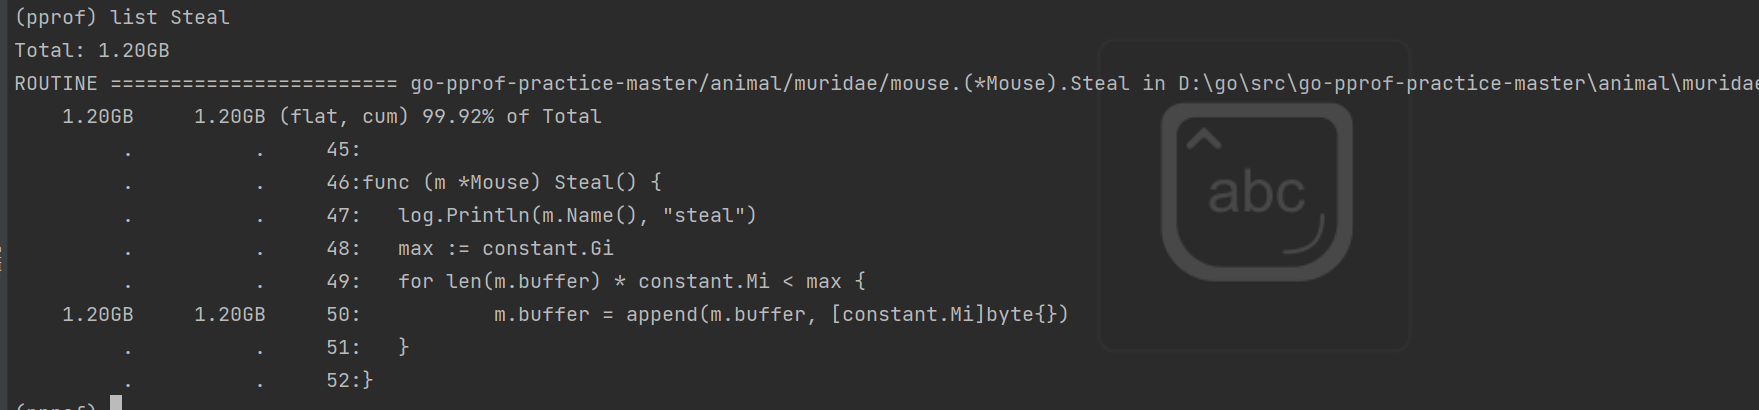 (pprof) list Steal
Total: 1.20GB
ROUTINE ======================== go-pprof-practice-master/animal/muridae/mouse.(*Mouse).Steal in D:\go\src\go-pprof-practice-master\animal\muridae
1.20GB 1.20GB (flat, cum) 99.92% of Total
. . 45:
. . 46:func (m *Mouse) Steal() {
. . 47: log.Println(m.Name(), "steal")
. . 48: max := constant.Gi
. . 49: for len(m.buffer) * constant.Mi < max {
1.20GB 1.20GB 50: m.buffer = append(m.buffer, [constant.Mi]byte{})
. . 51: }
. . 52:}
(pprof)
abc